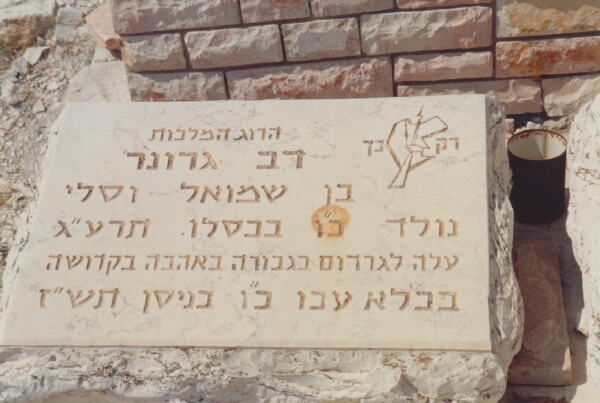 הרוג המלכות
רק כך
דב גרונר
בן שמואל וסלי
נולד כ"ו בכסלו. תרע"ג
עלה לגרדום בגבורה באהבה בקדושה
בכלא עכו כ"ו בניסן תש"ז